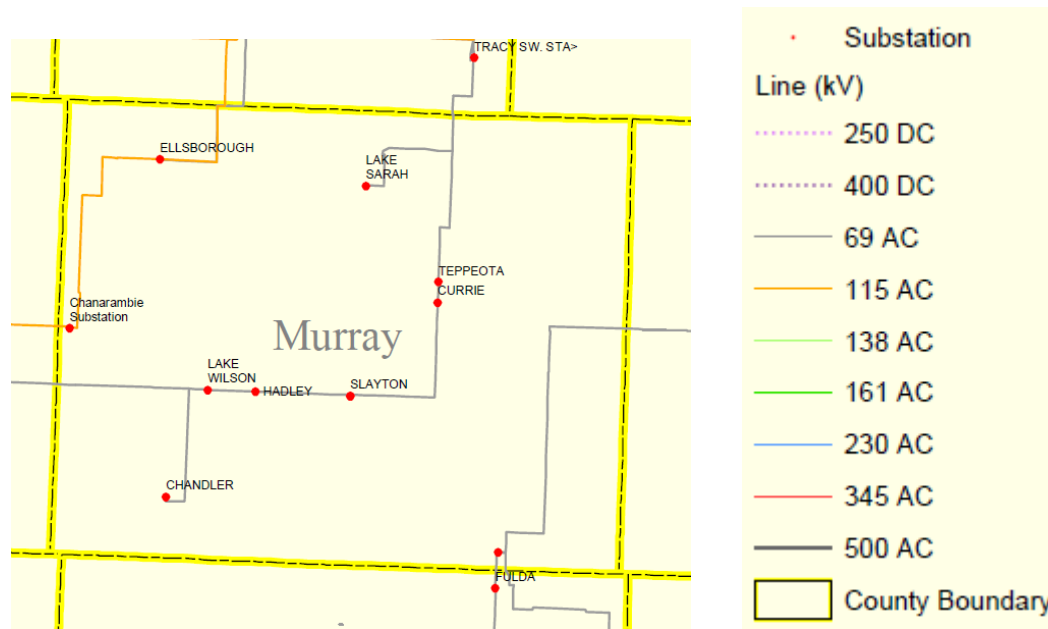 TRACY SW. STA>
ELLSBOROUGH
LAKE
SARAH
TEPPEOTA
CURRIE
Chanarambie
Substation
Murray
LAKE
WILSON
HADLEY
SLAYTON
CHANDLER
FULDA
Substation
Line (kV)
250 DC
400 DC
69 AC
115 AC
138 AC
161 AC
230 AC
345 AC
500 AC
County Boundary